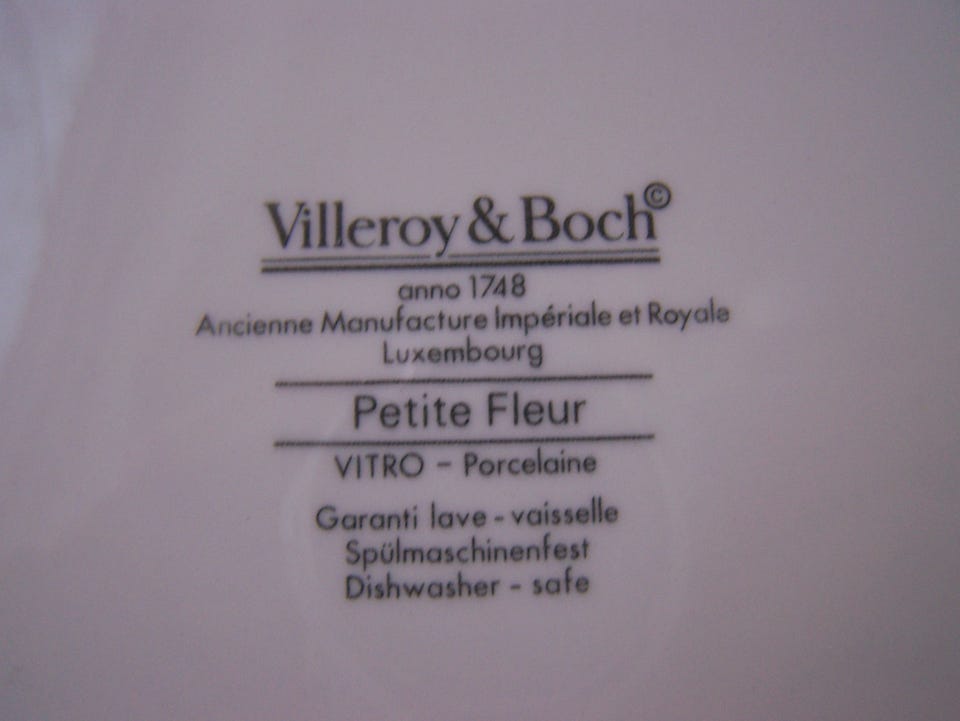 Villeroy & Boch©
anno 1748
Ancienne Manufacture Impériale et Royale
Luxembourg
Petite Fleur
VITRO – Porcelaine
Garanti lave - vaisselle
Spülmaschinenfest
Dishwasher - safe